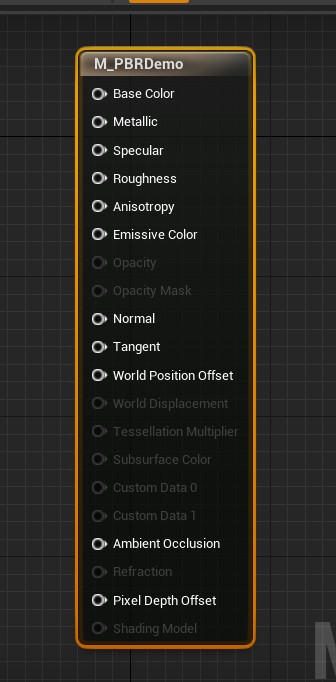 M_PBRDemo
Base Color
Metallic
Specular
Roughness
Anisotropy
Emissive Color
Opacity
Opacity Mask
Normal
Tangent
World Position Offset
World Displacement
Tessellation Multiplier
Subsurface Color
Custom Data 0
Custom Data 1
Ambient Occlusion
Refraction
Pixel Depth Offset
Shading Model